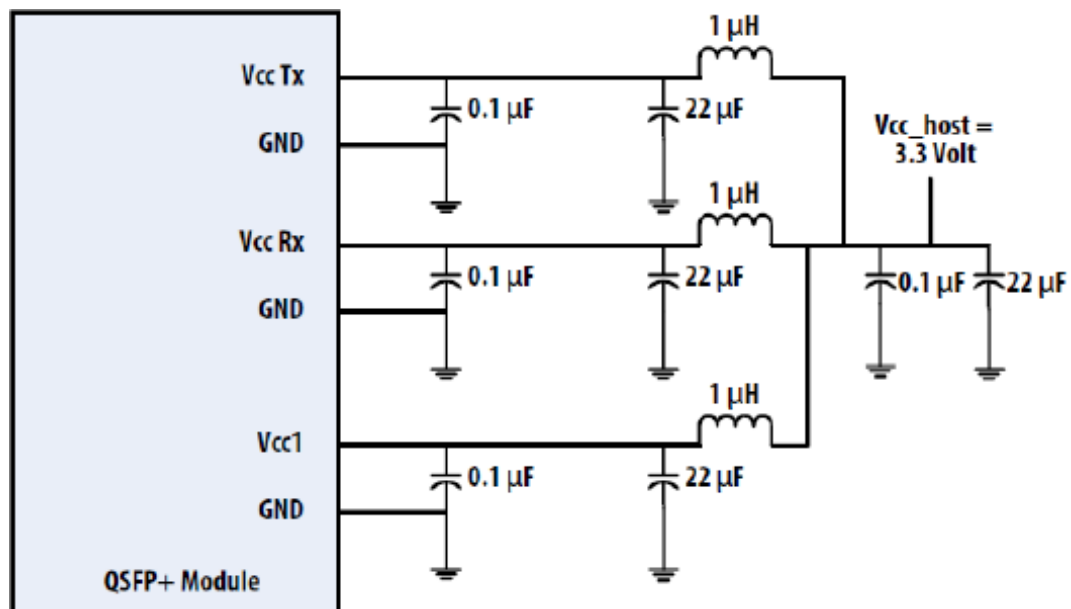 1 µH
Vcc Tx
0.1 µF
22 µF
GND
Vcc_host =
3.3 Volt
1 µH
Vcc Rx
0.1 µF
22 µF
0.1 µF
22 µF
GND
1 µH
Vcc1
0.1 µF
22 µF
GND
QSFP+ Module